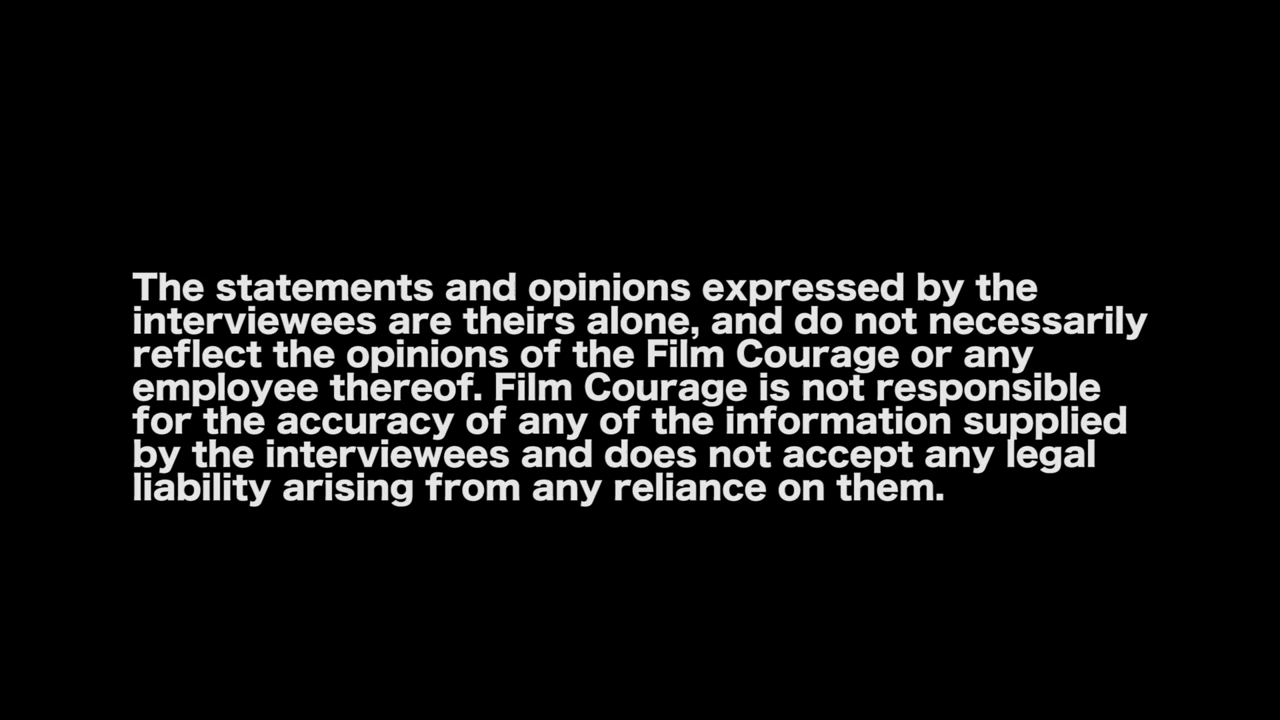 The statements and opinions expressed by the
interviewees are theirs alone, and do not necessarily
reflect the opinions of the Film Courage or any
employee thereof. Film Courage is not responsible
for the accuracy of any of the information supplied
by the interviewees and does not accept any legal
liability arising from any reliance on them.